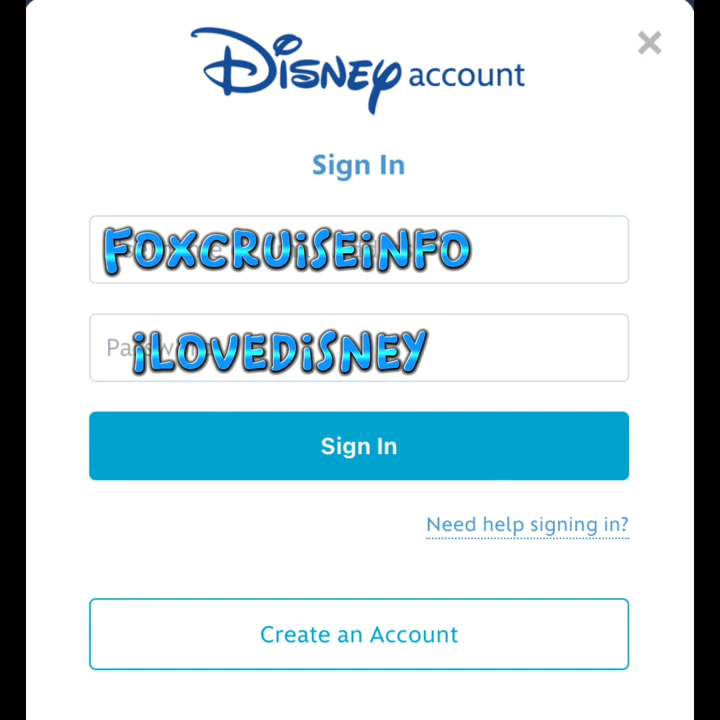 Disney account
Sign In
FOXCRUiSEiNFO
iLOVEDiSNEY
Sign In
Need help signing in?
Create an Account